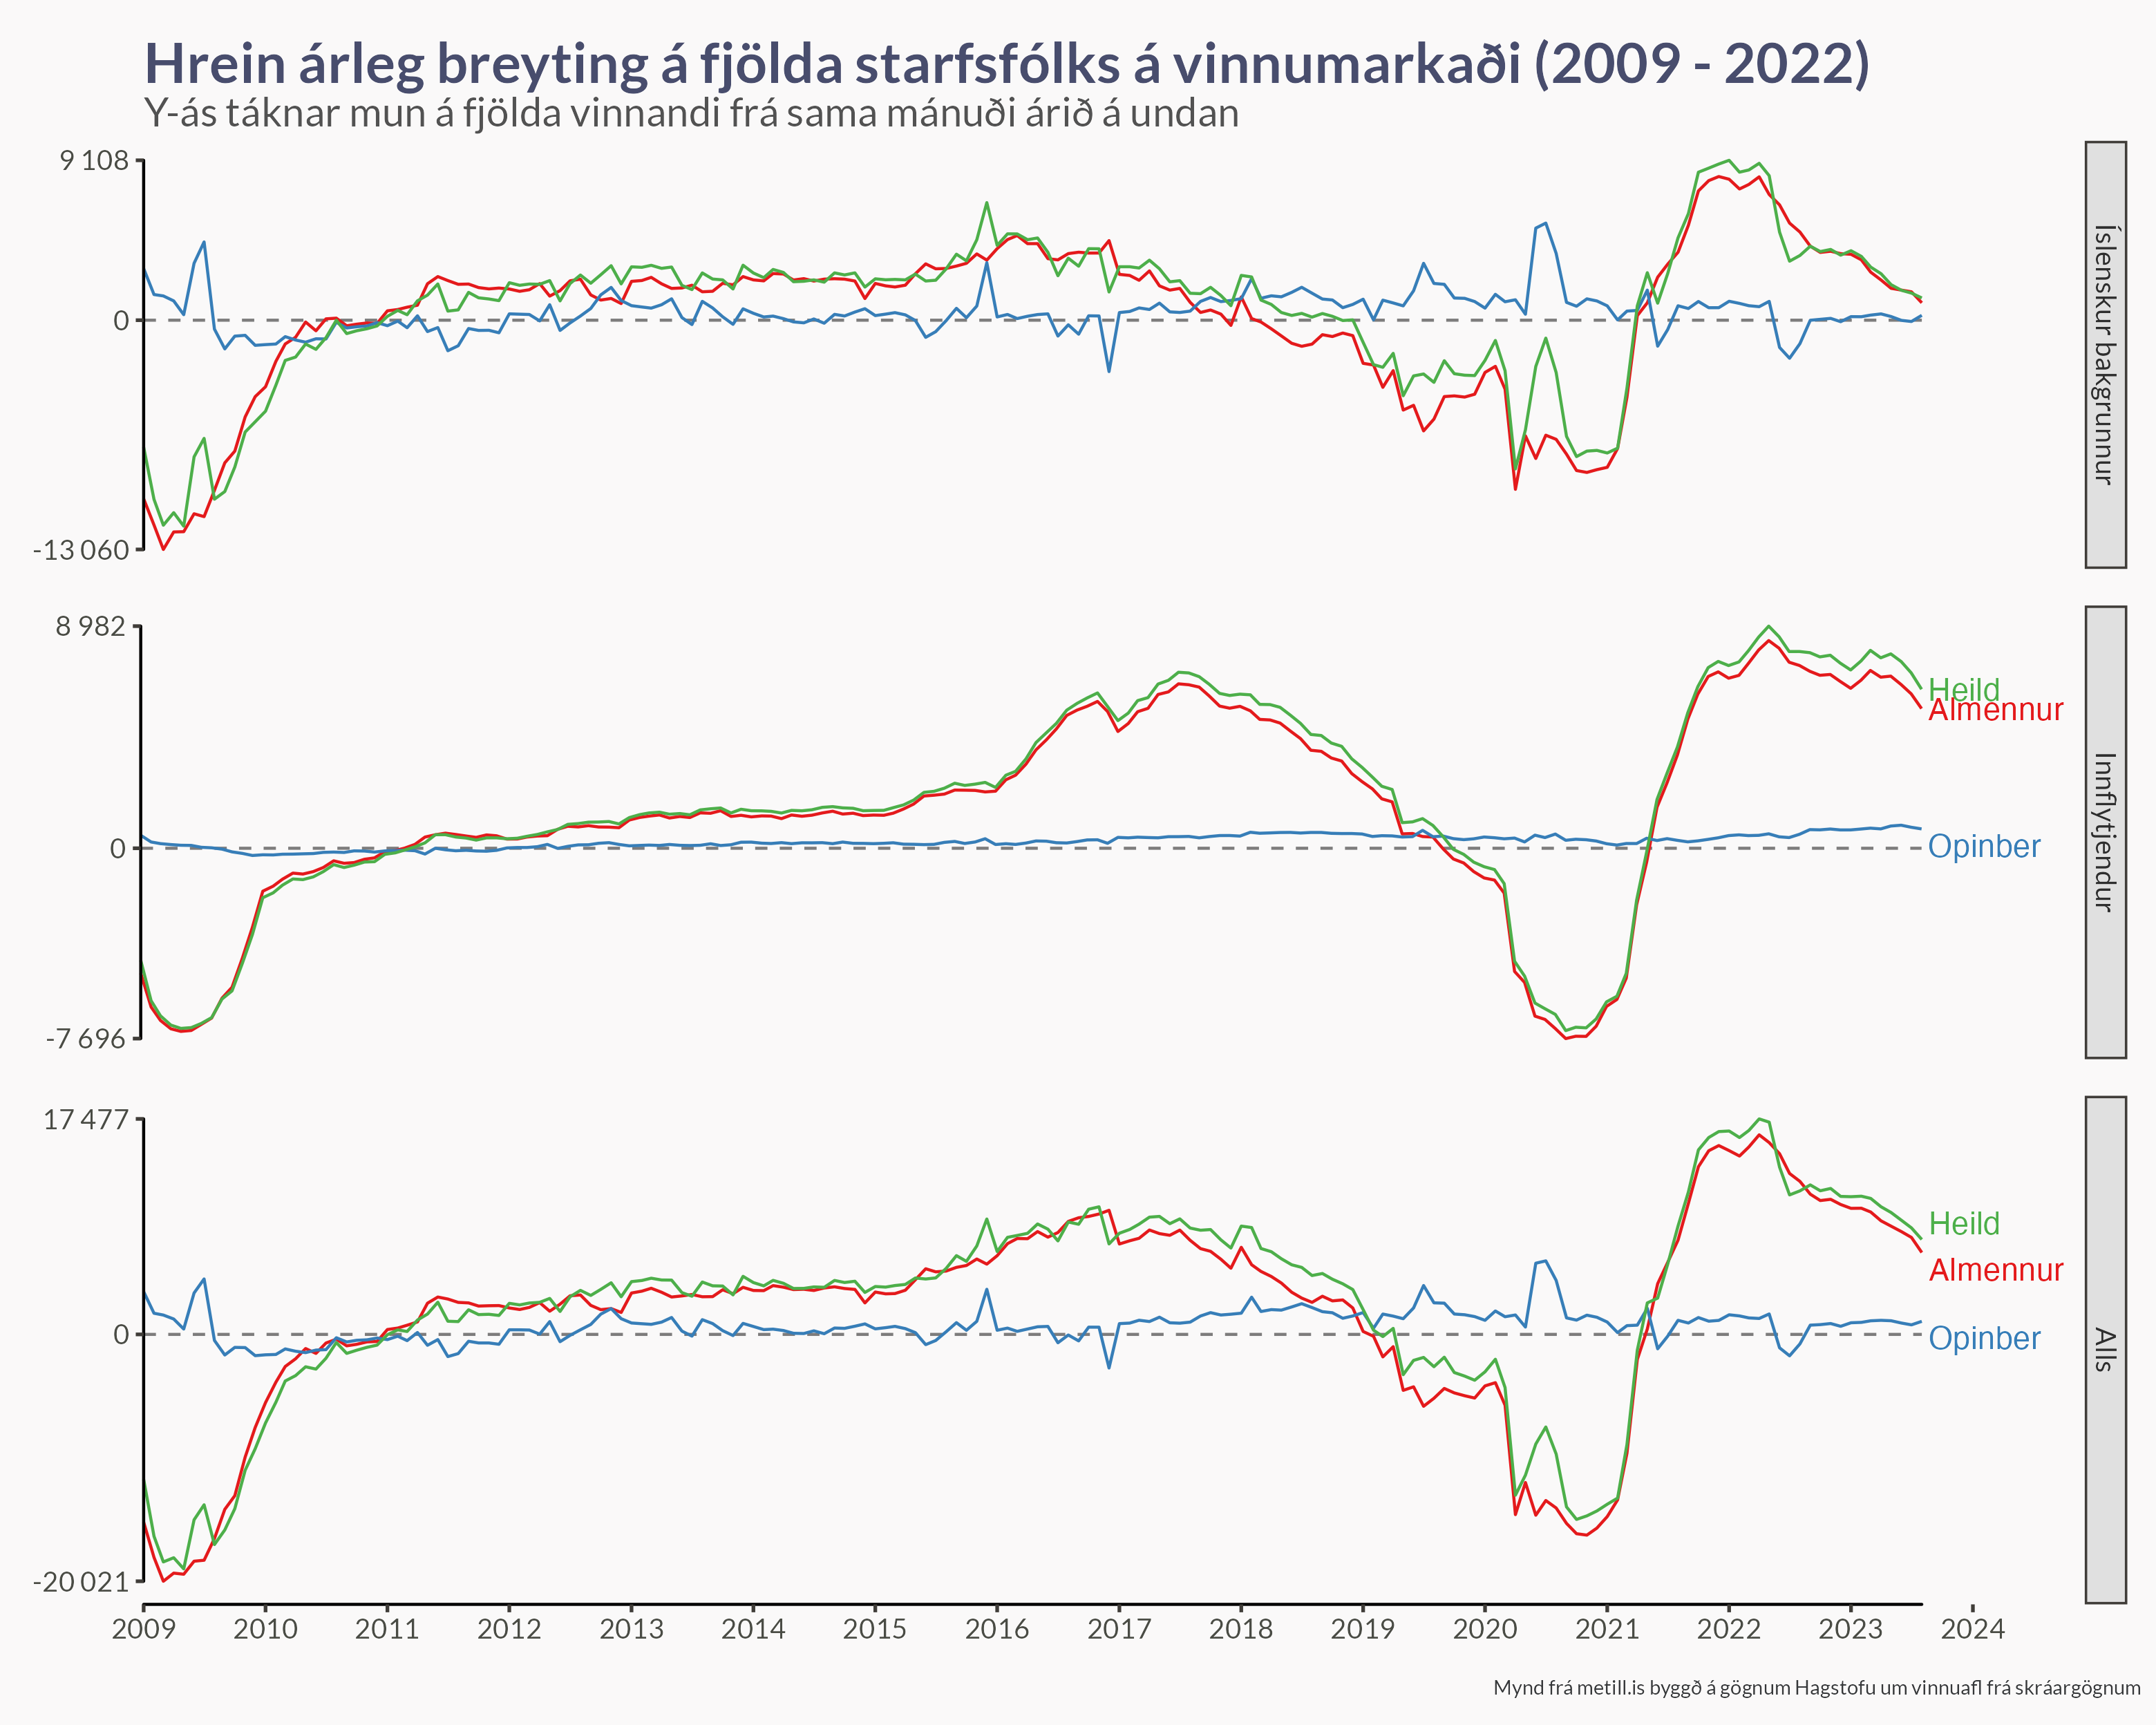 Hrein árleg breyting á fjölda starfsfólks á vinnumarkaði (2009 - 2022)
Y-ás táknar mun á fjölda vinnandi frá sama mánuði árið á undan
9 108
0
-13 060
Íslenskur bakgrunnur
8 982
0
-7 696
Heild
Almennur
Opinber
Innflytjendur
17 477
0
-20 021
Heild
Almennur
Opinber
Alls
2009 2010 2011 2012 2013 2014 2015 2016 2017 2018 2019 2020 2021 2022 2023 2024
Mynd frá metill.is byggð á gögnum Hagstofu um vinnuafl frá skráargögnum